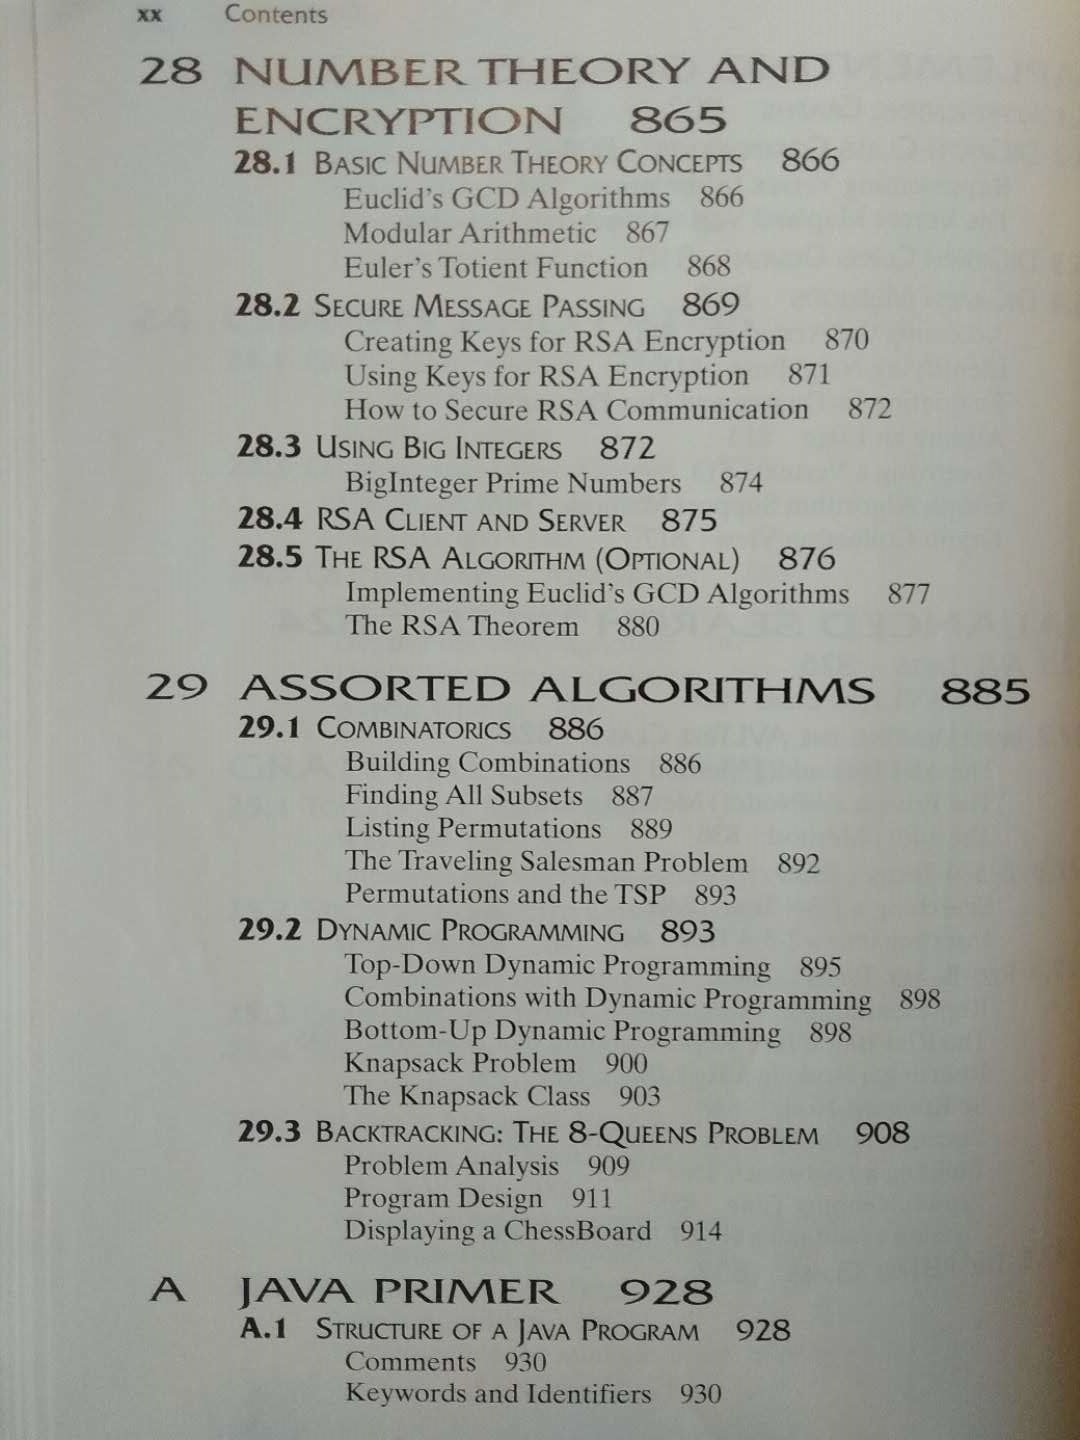 xx Contents
28 NUMBER THEORY AND
ENCRYPTION 865
28.1 BASIC NUMBER THEORY CONCEPTS 866
Euclid's GCD Algorithms 866
Modular Arithmetic 867
Euler's Totient Function 868
28.2 SECURE MESSAGE PASSING 869
Creating Keys for RSA Encryption 870
Using Keys for RSA Encryption 871
How to Secure RSA Communication 872
28.3 USING BIG INTEGERS 872
BigInteger Prime Numbers 874
28.4 RSA CLIENT AND SERVER 875
28.5 THE RSA ALGORITHM (OPTIONAL) 876
Implementing Euclid's GCD Algorithms 877
The RSA Theorem 880
29 ASSORTED ALGORITHMS 885
29.1 COMBINATORICS 886
Building Combinations 886
Finding All Subsets 887
Listing Permutations 889
The Traveling Salesman Problem 892
Permutations and the TSP 893
29.2 DYNAMIC PROGRAMMING 893
Top-Down Dynamic Programming 895
Combinations with Dynamic Programming 898
Bottom-Up Dynamic Programming 898
Knapsack Problem 900
The Knapsack Class 903
29.3 BACKTRACKING: THE 8-QUEENS PROBLEM 908
Problem Analysis 909
Program Design 911
Displaying a ChessBoard 914
A JAVA PRIMER 928
A.1 STRUCTURE OF A JAVA PROGRAM 928
Comments 930
Keywords and Identifiers 930